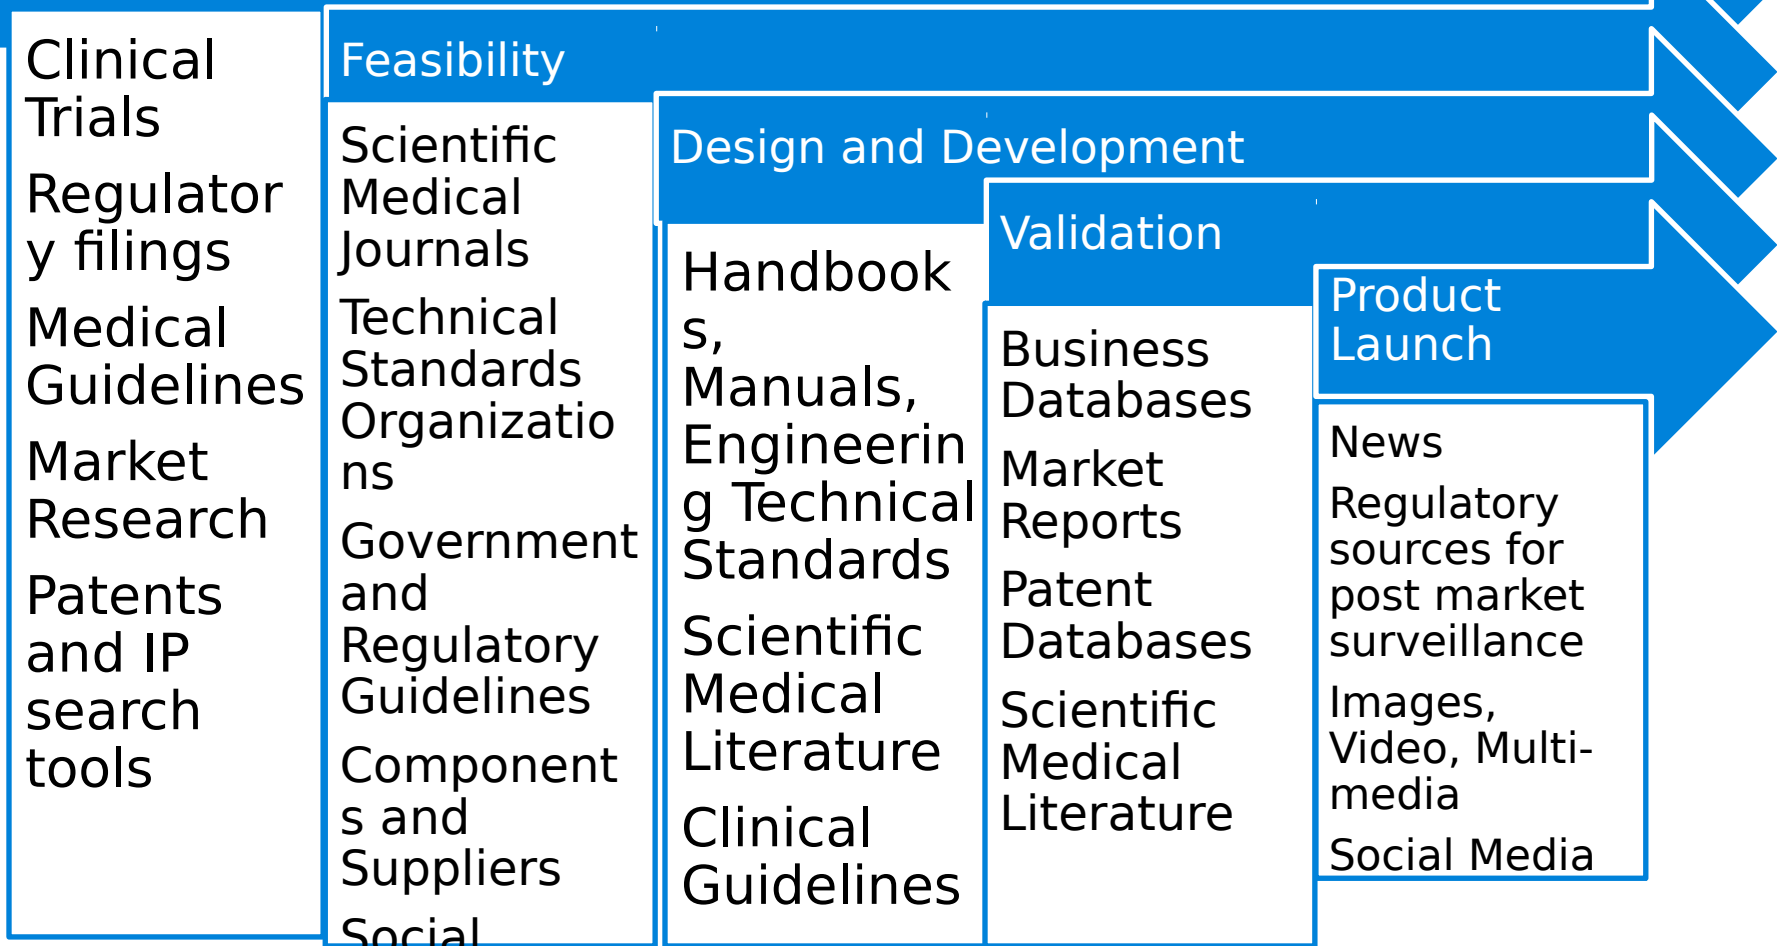 Clinical
Trials
Regulator
y filings
Medical
Guidelines
Market
Research
Patents
and IP
search
tools
Feasibility
Scientific
Medical
Journals
Technical
Standards
Organizatio
ns
Government
and
Regulatory
Guidelines
Component
s and
Suppliers
Social
Design and Development
Handbook
s,
Manuals,
Engineerin
g Technical
Standards
Scientific
Medical
Literature
Clinical
Guidelines
Validation
Business
Databases
Market
Reports
Patent
Databases
Scientific
Medical
Literature
Product
Launch
News
Regulatory
sources for
post market
surveillance
Images,
Video, Multi-
media
Social Media